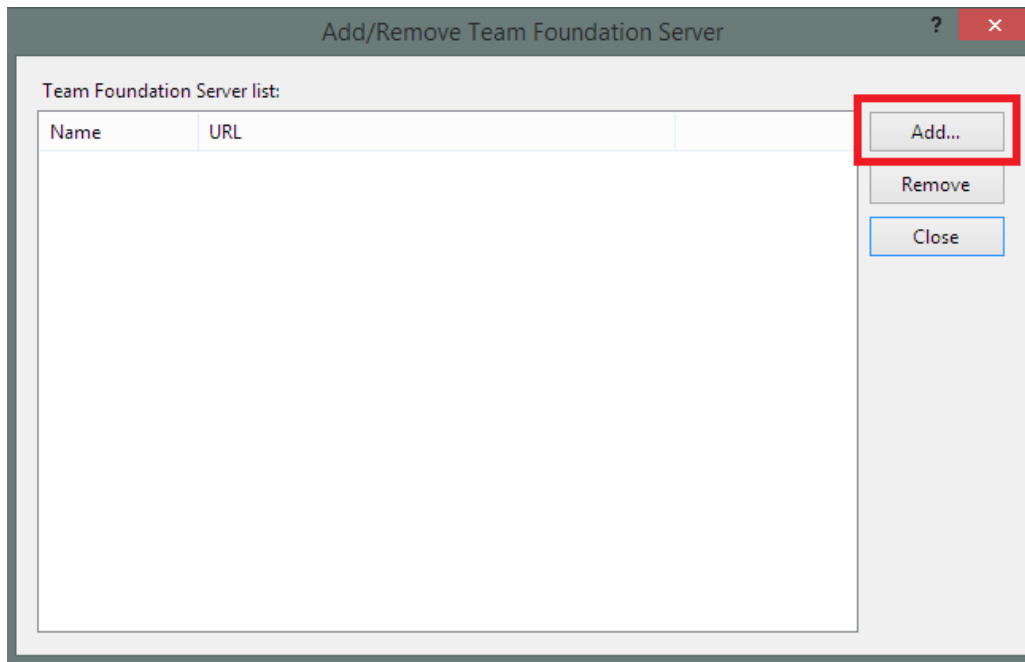 Add/Remove Team Foundation Server
?
Team Foundation Server list:
Name URL
Add...
Remove
Close